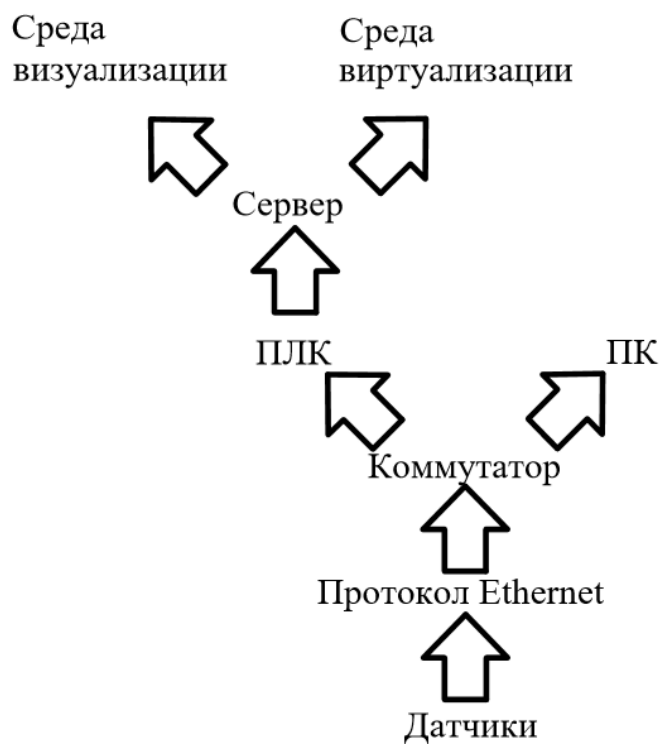 Среда
визуализации
Среда
виртуализации
Сервер
ПЛК
ПК
Коммутатор
Протокол Ethernet
Датчики